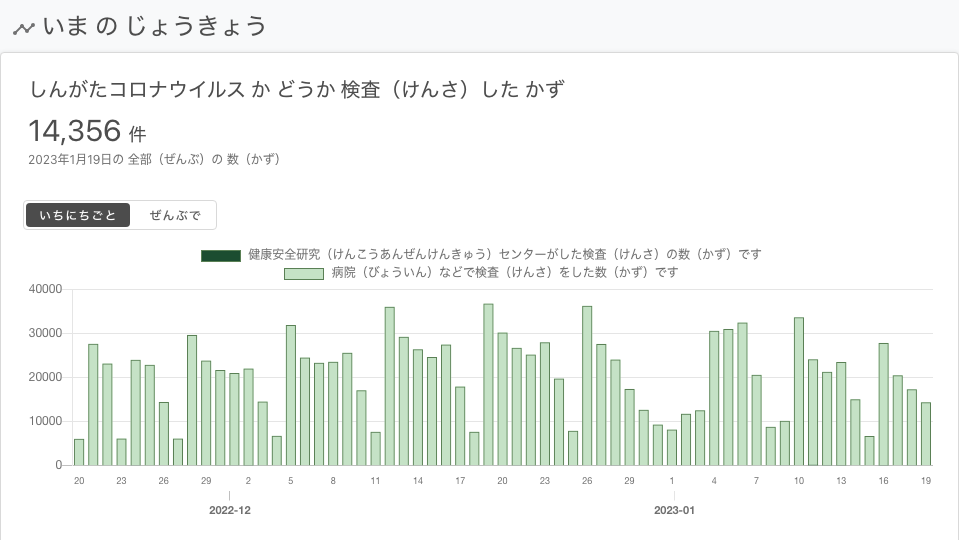 いま の じょうきょう
しんがたコロナウイルス か どうか 検査（けんさ）した かず
14,356 件
2023年1月19日の 全部（ぜんぶ）の 数（かず）
いちにちごと ぜんぶで
健康安全研究（けんこうあんぜんけんきゅう）センターがした検査（けんさ）の数（かず）です
病院（びょういん）などで検査（けんさ）をした数（かず）です
40000
30000
20000
10000
0
20 23 26 29 2 5 8 11 14 17 20 23 26 29 1 4 7 10 13 16 19
2022-12 2023-01